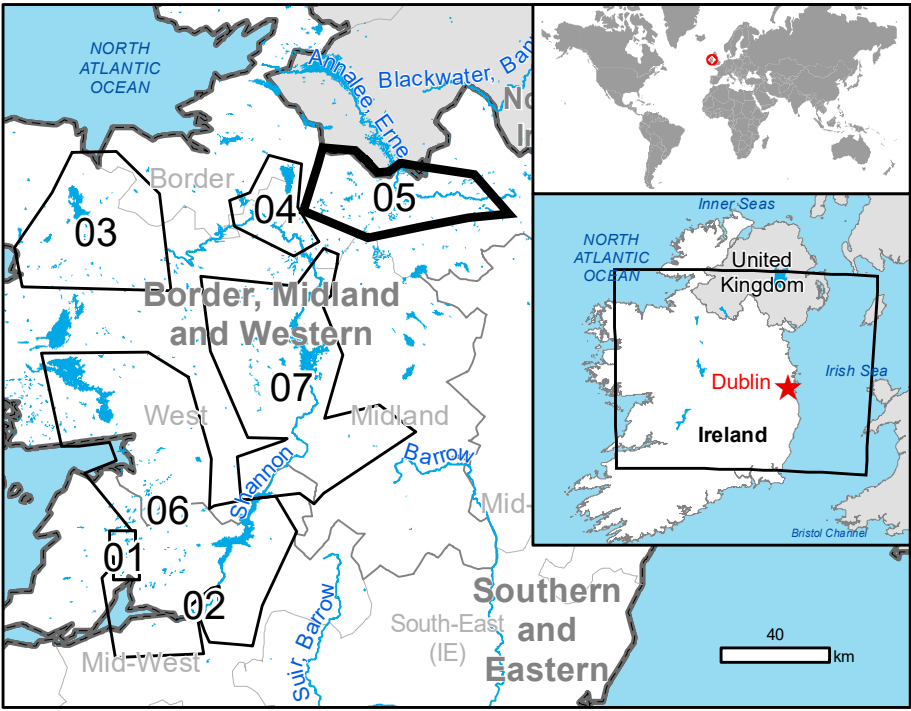 NORTH
ATLANTIC
OCEAN
Annalee, Erne
Blackwater, Ban
No
I
Border
03
04
05
Border, Midland
and Western
07
West
Midland
Barrow
Shannon
Mid-
06
01
02
Mid-West
Suir, Barrow
South-East
(IE)
Southern
and
Eastern
40
km
Inner Seas
NORTH
ATLANTIC
OCEAN
United
Kingdom
Irish Sea
Dublin
Ireland
Bristol Channel